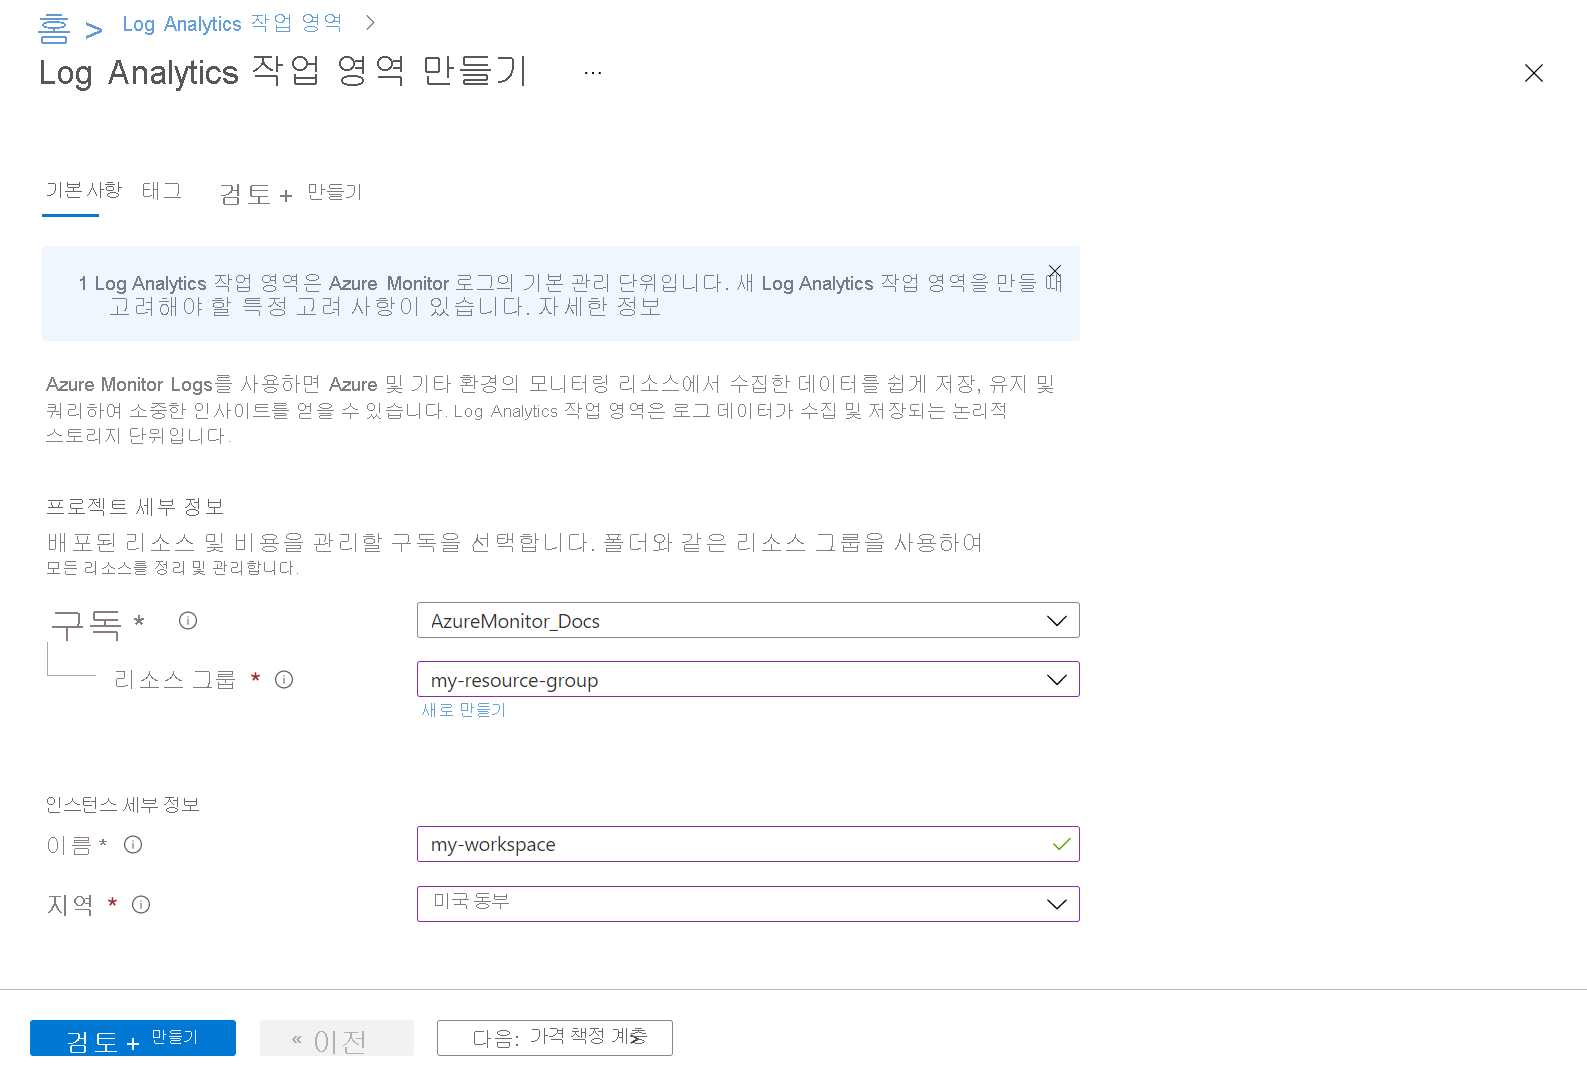 홈 > Log Analytics 작업 영역 >
Log Analytics 작업 영역 만들기 ...
기본 사항 태그 검토 + 만들기
1 Log Analytics 작업 영역은 Azure Monitor 로그의 기본 관리 단위입니다. 새 Log Analytics 작업 영역을 만들 때
고려해야 할 특정 고려 사항이 있습니다. 자세한 정보
Azure Monitor Logs를 사용하면 Azure 및 기타 환경의 모니터링 리소스에서 수집한 데이터를 쉽게 저장, 유지 및
쿼리하여 소중한 인사이트를 얻을 수 있습니다. Log Analytics 작업 영역은 로그 데이터가 수집 및 저장되는 논리적
스토리지 단위입니다.
프로젝트 세부 정보
배포된 리소스 및 비용을 관리할 구독을 선택합니다. 폴더와 같은 리소스 그룹을 사용하여
모든 리소스를 정리 및 관리합니다.
구독 * AzureMonitor_Docs
리소스 그룹 * my-resource-group
새로 만들기
인스턴스 세부 정보
이름 * my-workspace
지역 * 미국 동부
검토 + 만들기 « 이전 다음: 가격 책정 계층 >